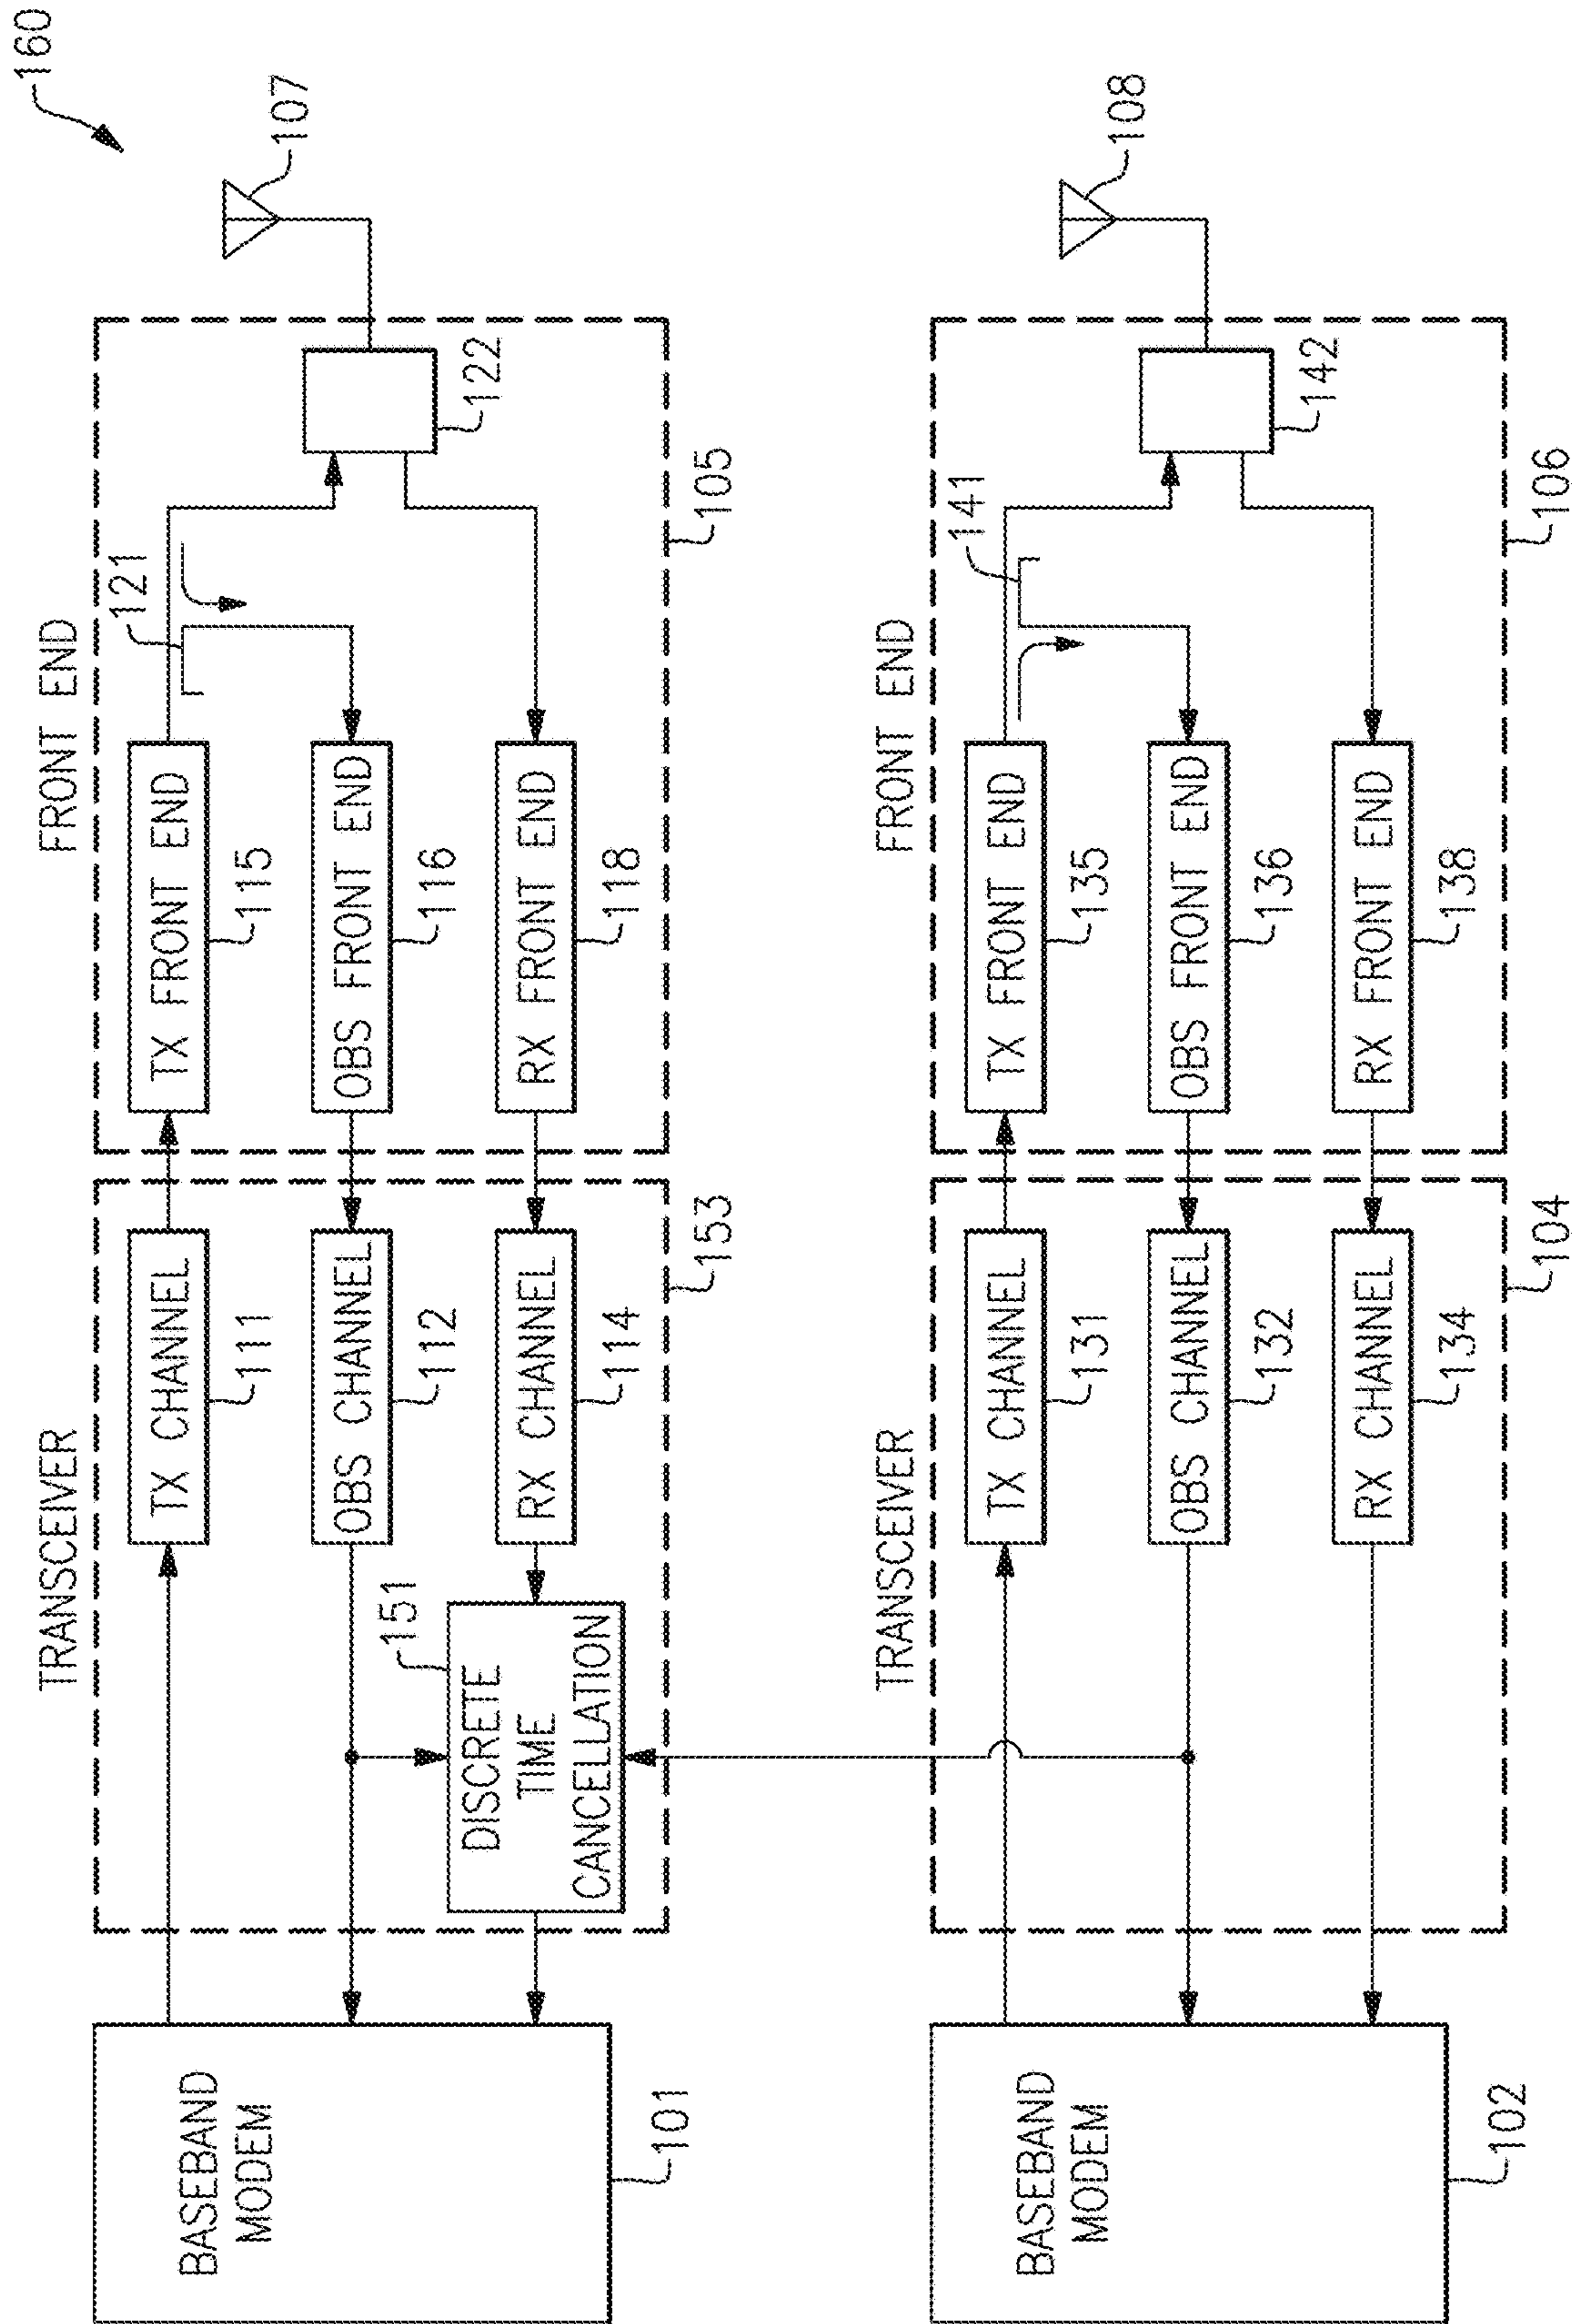 160
TRANSCEIVER
FRONT END
107
BASEBAND
MODEM
101
TX CHANNEL
111
OBS CHANNEL
112
RX CHANNEL
114
151
DISCRETE
TIME
CANCELLATION
153
TX FRONT END
115
OBS FRONT END
116
RX FRONT END
118
121
122
105
TRANSCEIVER
FRONT END
108
BASEBAND
MODEM
102
TX CHANNEL
131
OBS CHANNEL
132
RX CHANNEL
134
104
TX FRONT END
135
OBS FRONT END
136
RX FRONT END
138
141
142
106